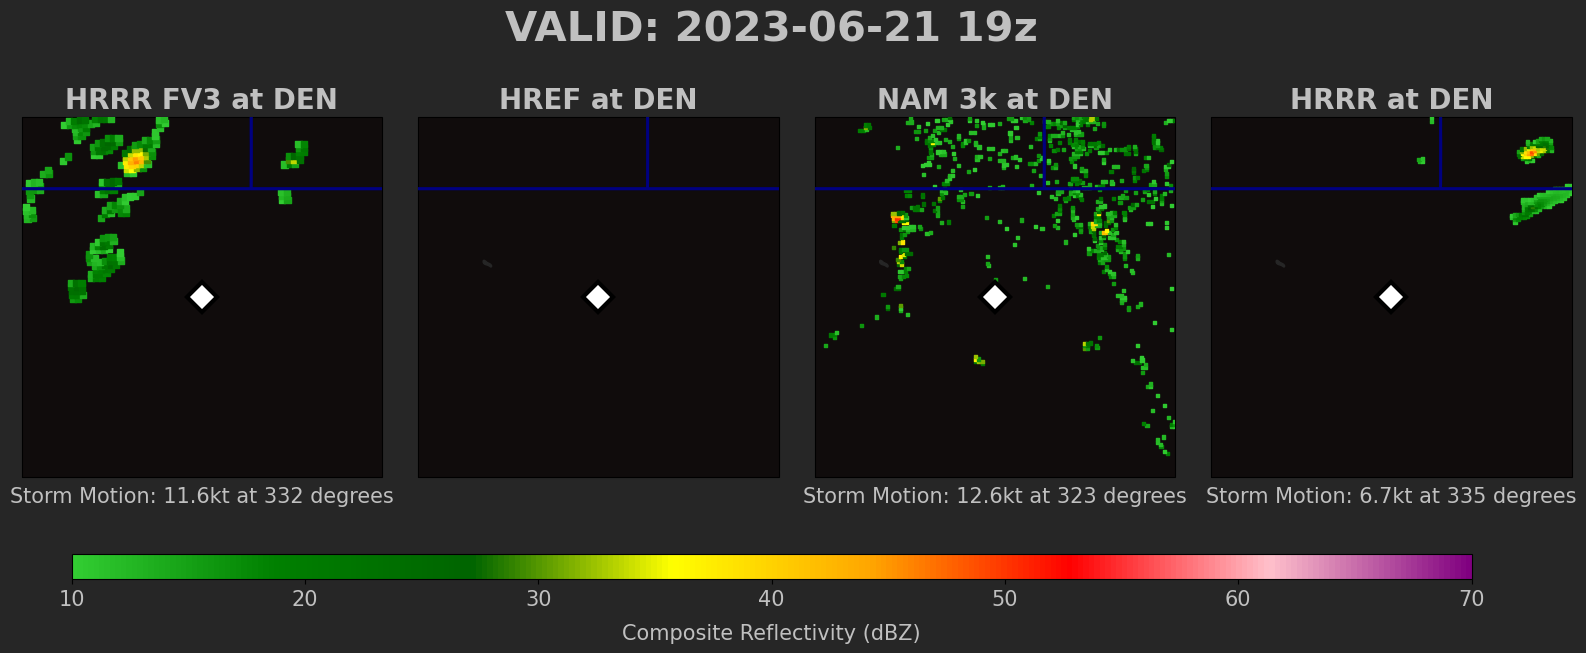 VALID: 2023-06-21 19z
HRRR FV3 at DEN
HREF at DEN
NAM 3k at DEN
HRRR at DEN
Storm Motion: 11.6kt at 332 degrees
Storm Motion: 12.6kt at 323 degrees
Storm Motion: 6.7kt at 335 degrees
10 20 30 40 50 60 70
Composite Reflectivity (dBZ)